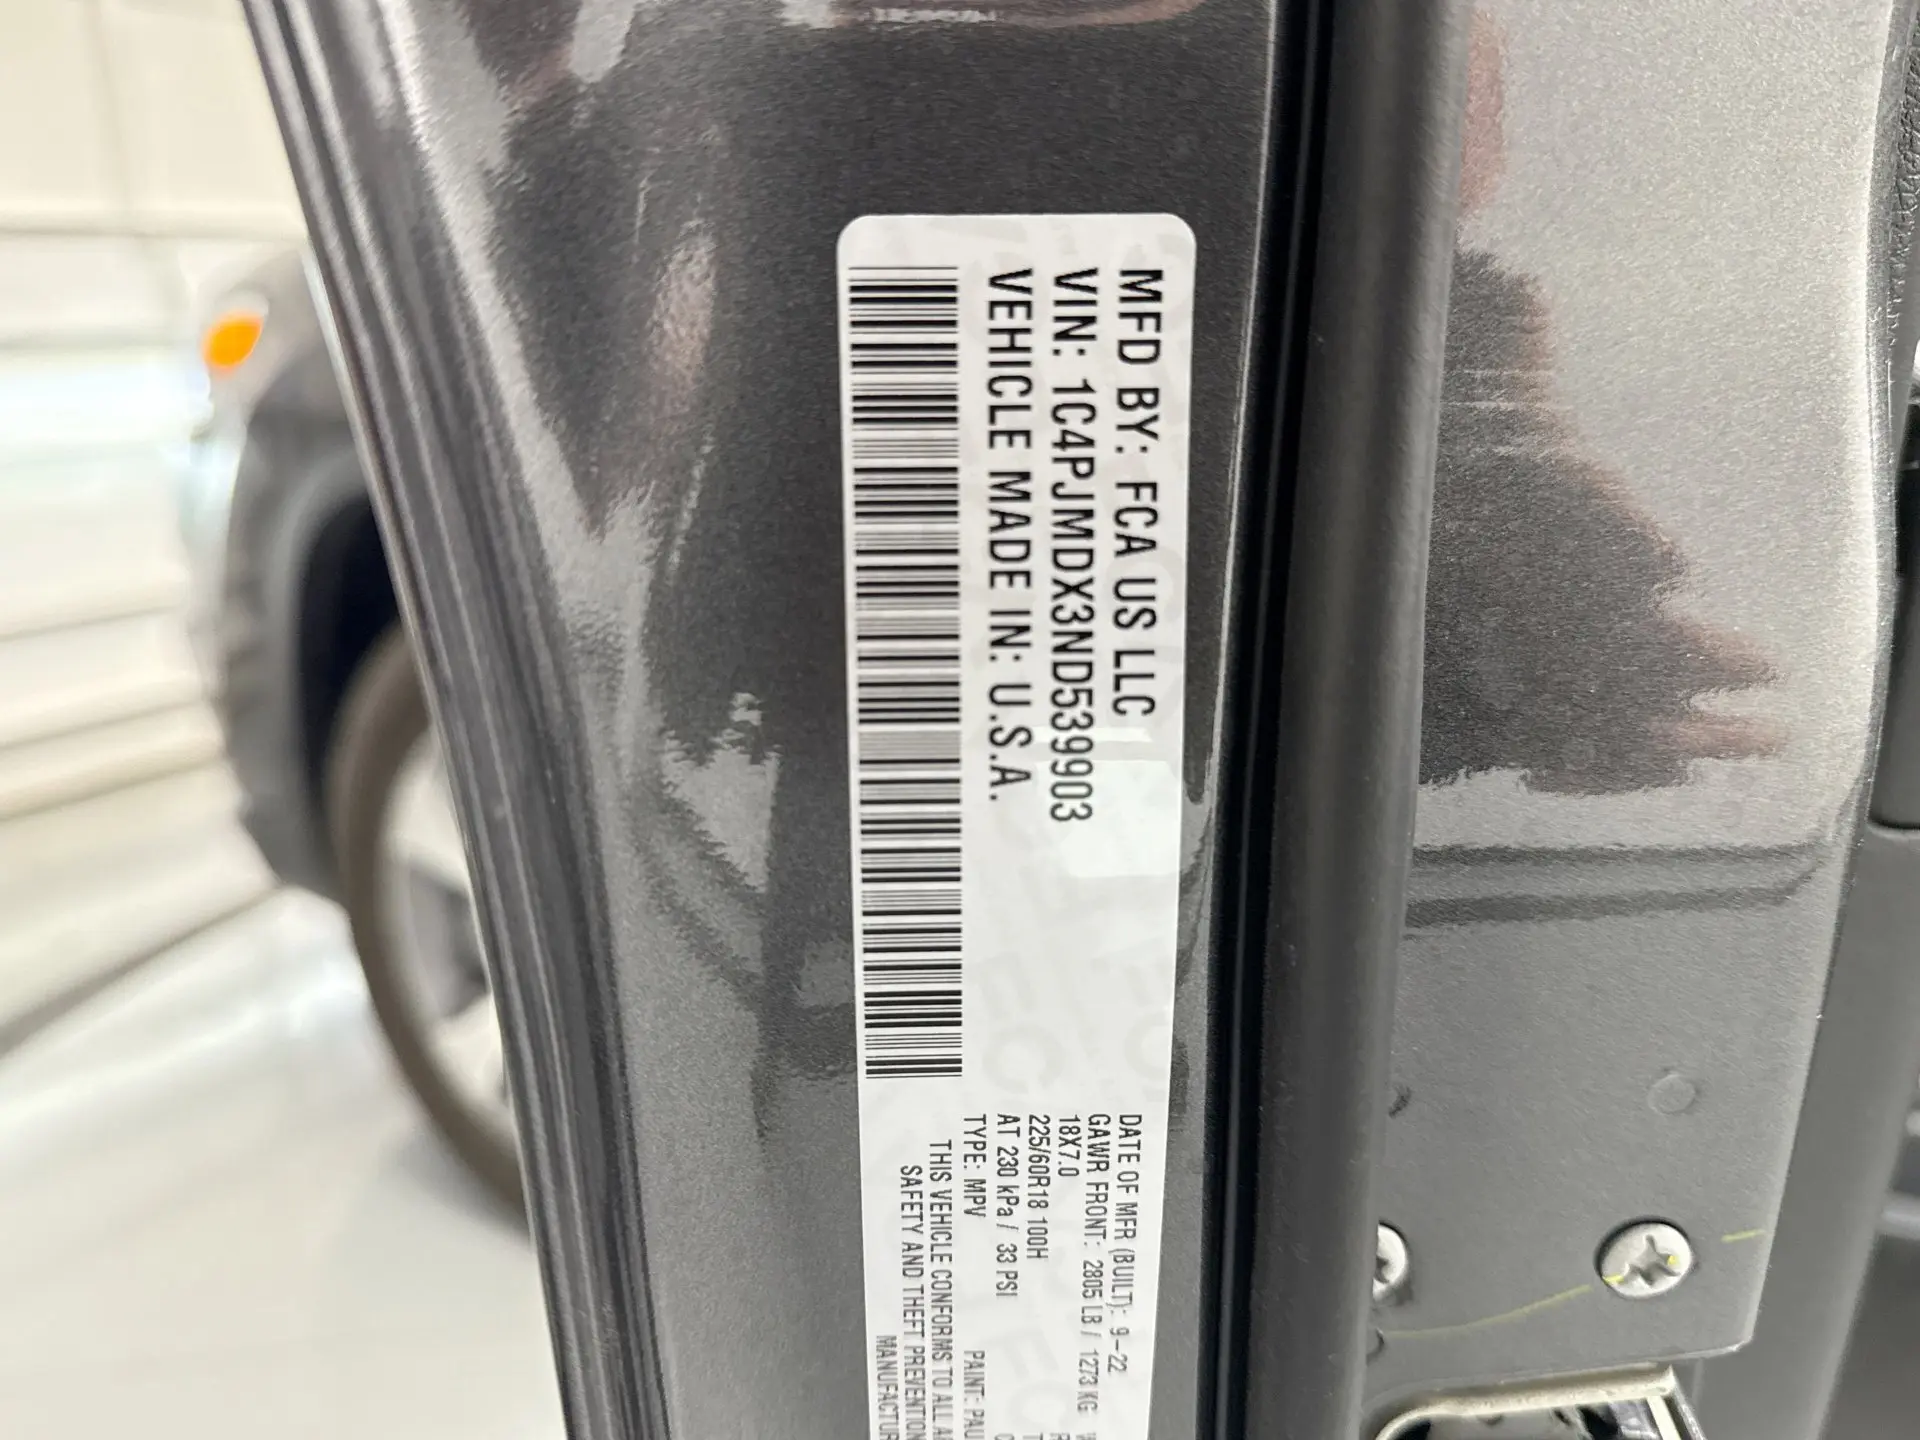 MFD BY: FCA US LLC
VIN: 1C4PJMDX3ND539903
VEHICLE MADE IN: U.S.A.
DATE OF MFR (BUILT): 9-22
GAWR FRONT: 2805 LB / 1273 KG
18X7.0
225/60R18 100H
AT 230 kPa / 33 PSI
TYPE: MPV PAINT: PAU
THIS VEHICLE CONFORMS TO ALL
SAFETY AND THEFT PREVENTION